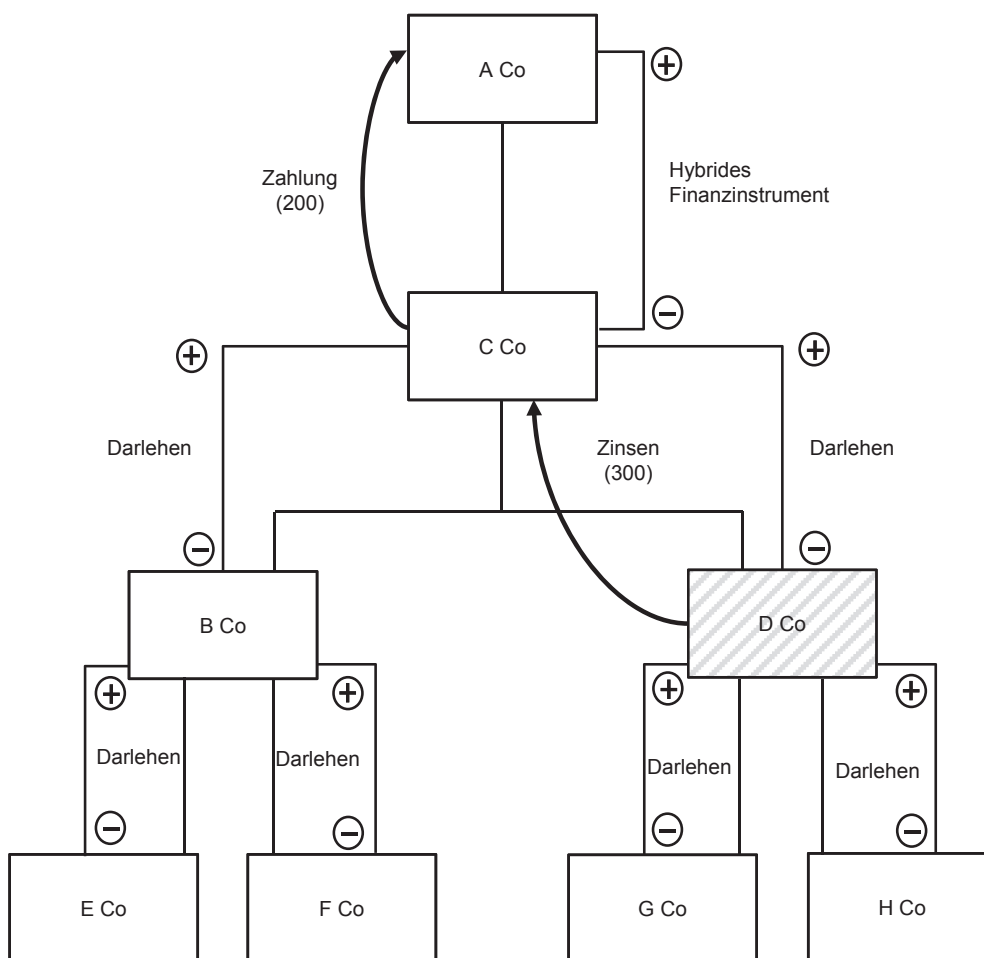 A Co
Zahlung
(200)
Hybrides
Finanzinstrument
C Co
Darlehen
Zinsen
(300)
Darlehen
B Co
D Co
Darlehen
Darlehen
Darlehen
Darlehen
E Co
F Co
G Co
H Co